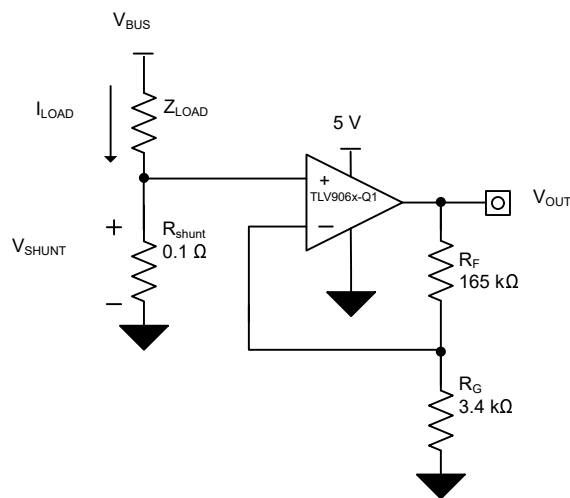 VBUS
ILOAD
ZLOAD
5 V
+
TLV906x-Q1
−
VOUT
+
VSHUNT
−
Rshunt
0.1 Ω
RF
165 kΩ
RG
3.4 kΩ